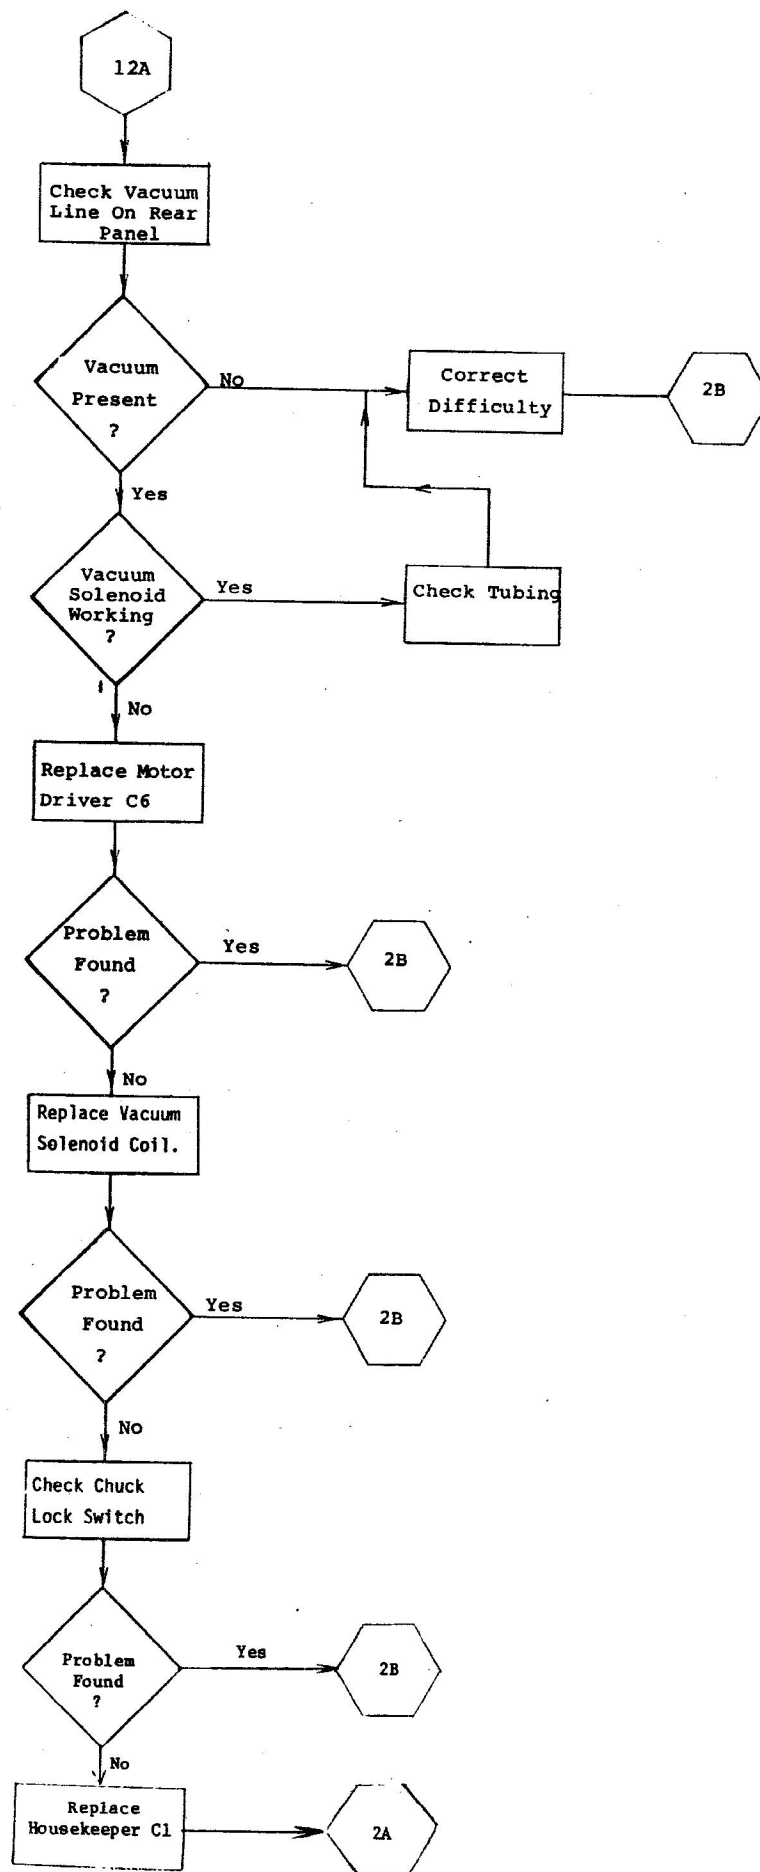 12A
Check Vacuum
Line On Rear
Panel
Vacuum
Present
?
No
Correct
Difficulty
2B
Yes
Vacuum
Solenoid
Working
?
Yes
Check Tubing
No
Replace Motor
Driver C6
Problem
Found
?
Yes
2B
No
Replace Vacuum
Solenoid Coil.
Problem
Found
?
Yes
2B
No
Check Chuck
Lock Switch
Problem
Found
?
Yes
2B
No
Replace
Housekeeper C1
2A